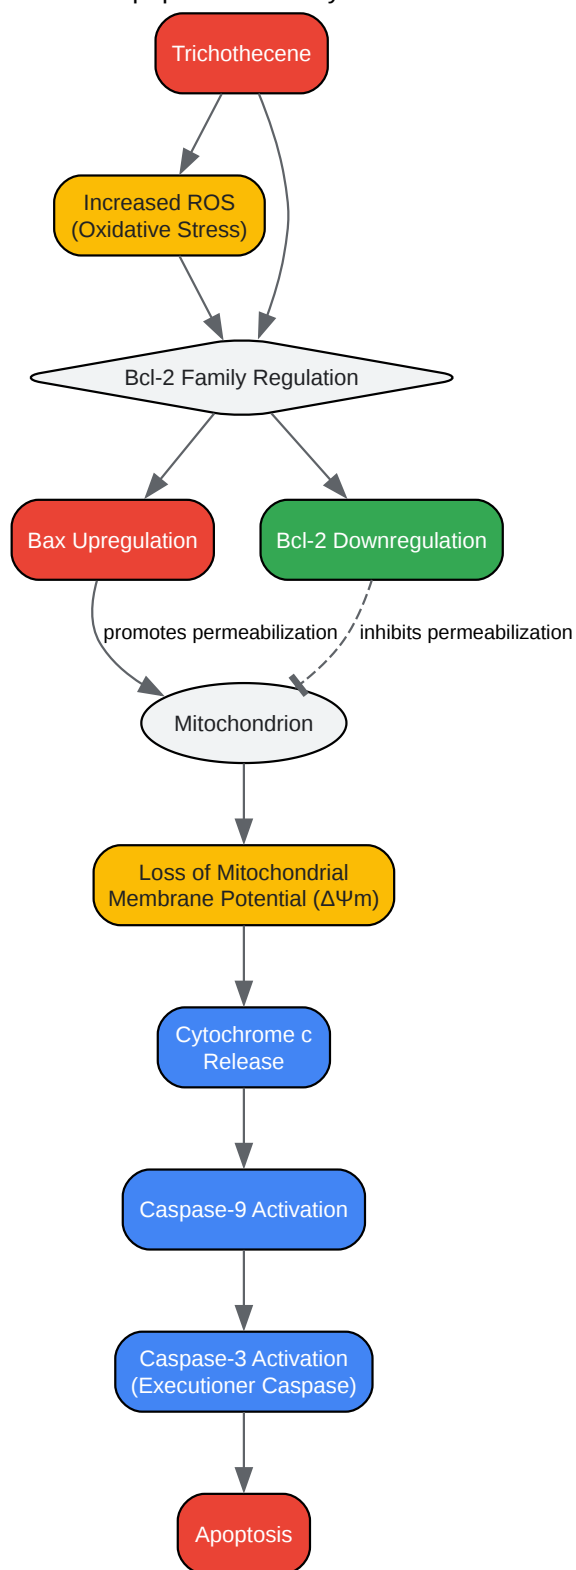 Trichothecene
Increased ROS
(Oxidative Stress)
Bcl-2 Family Regulation
Bax Upregulation
Bcl-2 Downregulation
promotes permeabilization
inhibits permeabilization
Mitochondrion
Loss of Mitochondrial
Membrane Potential (ΔΨm)
Cytochrome c
Release
Caspase-9 Activation
Caspase-3 Activation
(Executioner Caspase)
Apoptosis